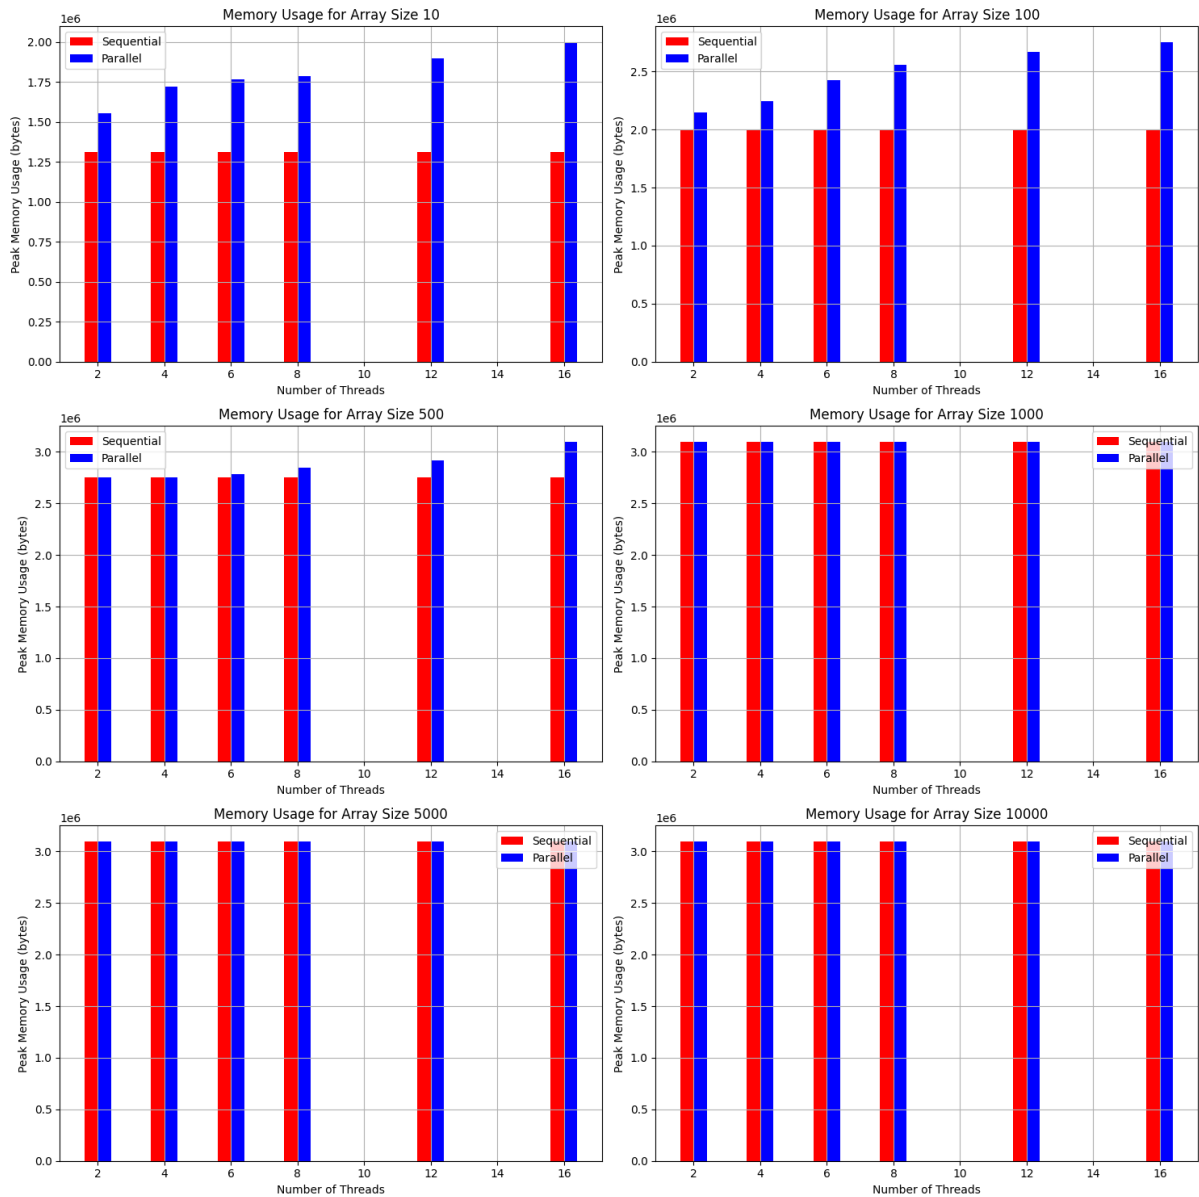 Memory Usage for Array Size 10
1e6
Sequential
Parallel
Peak Memory Usage (bytes)
2.00
1.75
1.50
1.25
1.00
0.75
0.50
0.25
0.00
2 4 6 8 10 12 14 16
Number of Threads
Memory Usage for Array Size 100
1e6
Sequential
Parallel
Peak Memory Usage (bytes)
2.5
2.0
1.5
1.0
0.5
0.0
2 4 6 8 10 12 14 16
Number of Threads
Memory Usage for Array Size 500
1e6
Sequential
Parallel
Peak Memory Usage (bytes)
3.0
2.5
2.0
1.5
1.0
0.5
0.0
2 4 6 8 10 12 14 16
Number of Threads
Memory Usage for Array Size 1000
1e6
Sequential
Parallel
Peak Memory Usage (bytes)
3.0
2.5
2.0
1.5
1.0
0.5
0.0
2 4 6 8 10 12 14 16
Number of Threads
Memory Usage for Array Size 5000
1e6
Sequential
Parallel
Peak Memory Usage (bytes)
3.0
2.5
2.0
1.5
1.0
0.5
0.0
2 4 6 8 10 12 14 16
Number of Threads
Memory Usage for Array Size 10000
1e6
Sequential
Parallel
Peak Memory Usage (bytes)
3.0
2.5
2.0
1.5
1.0
0.5
0.0
2 4 6 8 10 12 14 16
Number of Threads